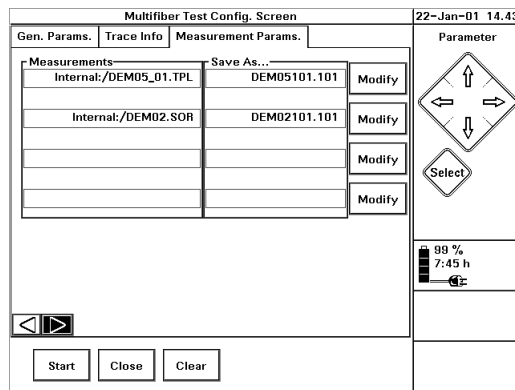 Multifiber Test Config. Screen
22-Jan-01 14.43
Gen. Params. Trace Info Measurement Params.
Parameter
Measurements Save As...
Internal:/DEM05_01.TPL DEM05101.101 Modify
Internal:/DEM02.SOR DEM02101.101 Modify
Modify
Modify
Select
99 %
7:45 h
Start Close Clear